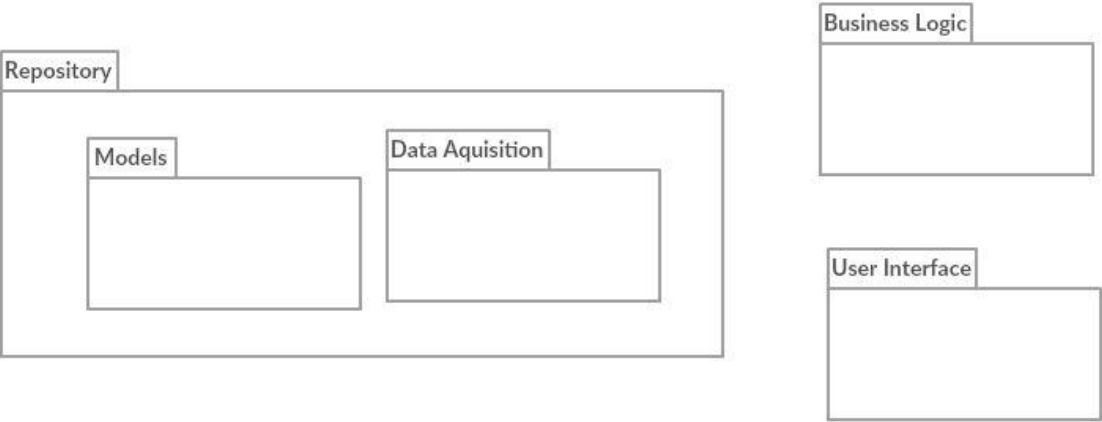 Repository
Models
Data Aquisition
Business Logic
User Interface